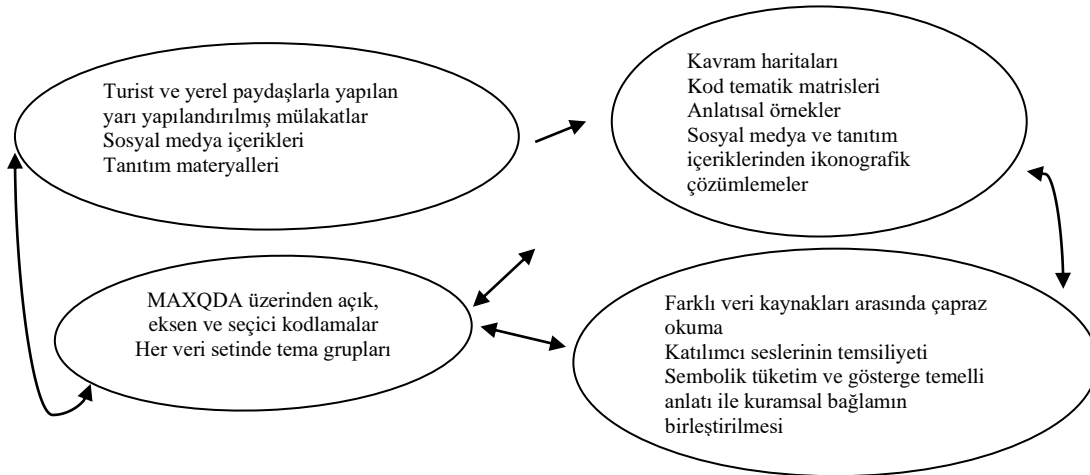 Turist ve yerel paydaşlarla yapılan
yarı yapılandırılmış mülakatlar
Sosyal medya içerikleri
Tanıtım materyalleri
Kavram haritaları
Kod tematik matrisleri
Anlatısal örnekler
Sosyal medya ve tanıtım
içeriklerinden ikonografik
çözümlemeler
MAXQDA üzerinden açık,
eksen ve seçici kodlamalar
Her veri setinde tema grupları
Farklı veri kaynakları arasında çapraz
okuma
Katılımcı seslerinin temsiliyeti
Sembolik tüketim ve gösterge temelli
anlatı ile kuramsal bağlamın
birleştirilmesi